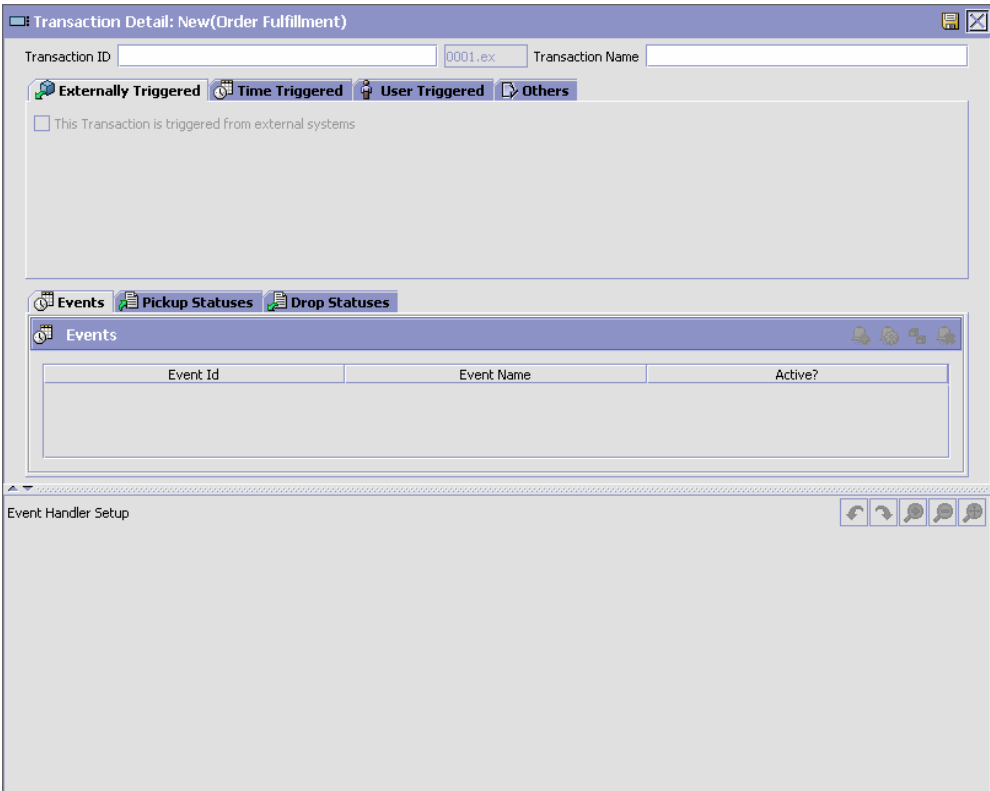 Transaction Detail: New(Order Fulfillment)
Transaction ID 0001.ex Transaction Name
Externally Triggered Time Triggered User Triggered Others
This Transaction is triggered from external systems
Events Pickup Statuses Drop Statuses
Events
Event Id Event Name Active?
Event Handler Setup